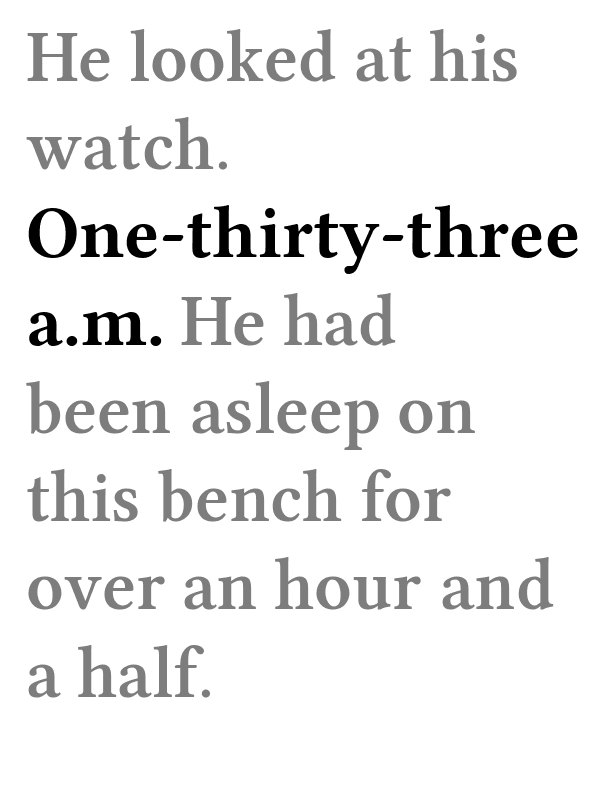 He looked at his
watch.
One-thirty-three
a.m. He had
been asleep on
this bench for
over an hour and
a half.